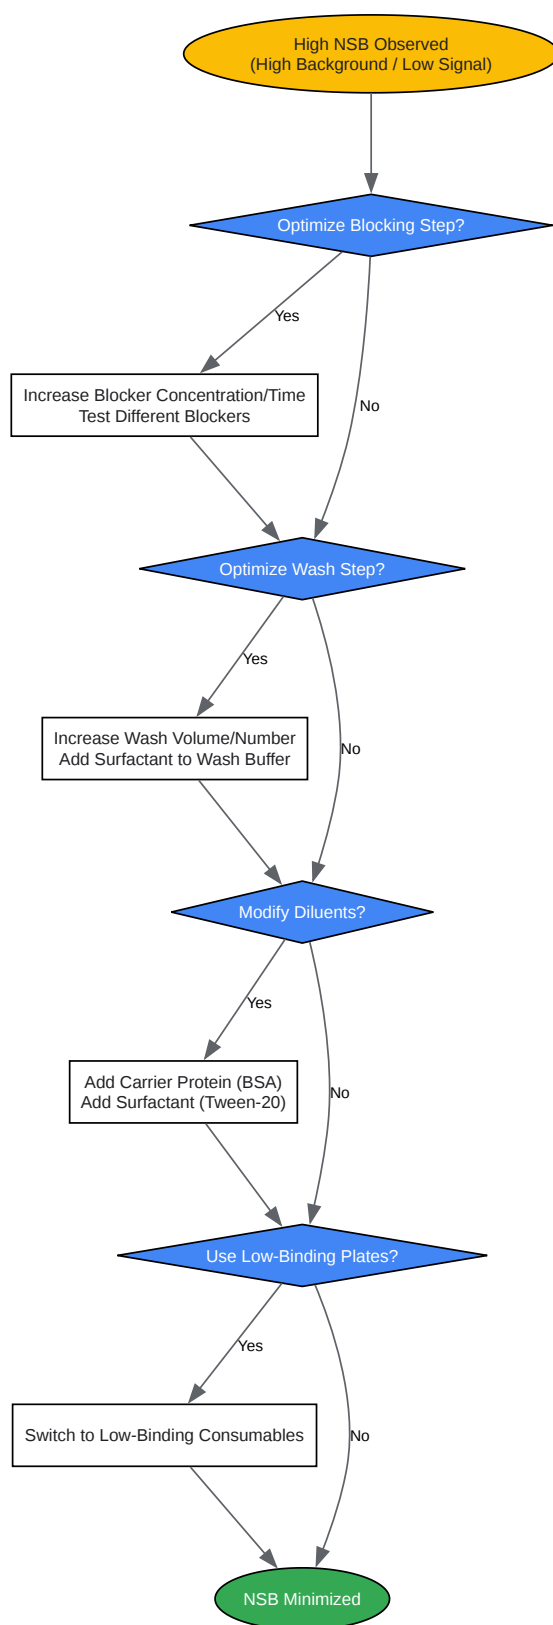 High NSB Observed
(High Background / Low Signal)
Optimize Blocking Step?
Yes
Increase Blocker Concentration/Time
Test Different Blockers
No
Optimize Wash Step?
Yes
Increase Wash Volume/Number
Add Surfactant to Wash Buffer
No
Modify Diluents?
Yes
Add Carrier Protein (BSA)
Add Surfactant (Tween-20)
No
Use Low-Binding Plates?
Yes
Switch to Low-Binding Consumables
No
NSB Minimized